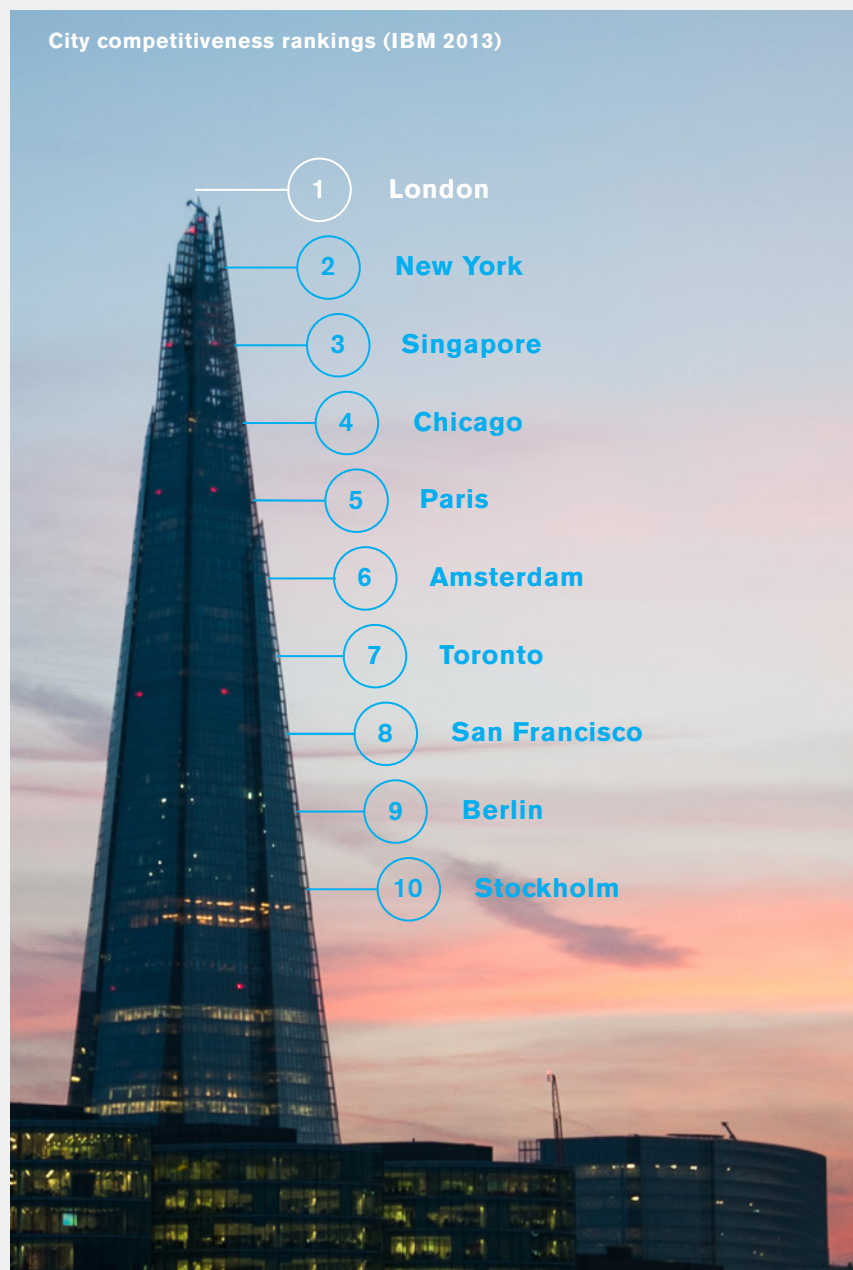 City competitiveness rankings (IBM 2013)
1 London
2 New York
3 Singapore
4 Chicago
5 Paris
6 Amsterdam
7 Toronto
8 San Francisco
9 Berlin
10 Stockholm